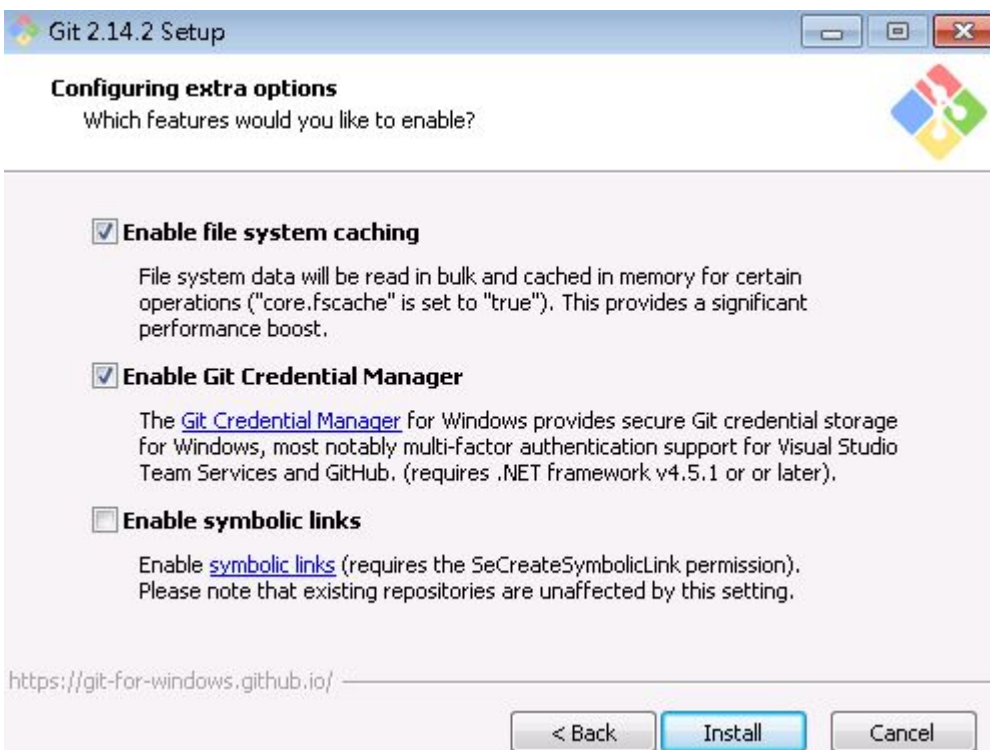 Git 2.14.2 Setup
Configuring extra options
Which features would you like to enable?
Enable file system caching
File system data will be read in bulk and cached in memory for certain
operations ("core.fscache" is set to "true"). This provides a significant
performance boost.
Enable Git Credential Manager
The Git Credential Manager for Windows provides secure Git credential storage
for Windows, most notably multi-factor authentication support for Visual Studio
Team Services and GitHub. (requires .NET framework v4.5.1 or or later).
Enable symbolic links
Enable symbolic links (requires the SeCreateSymbolicLink permission).
Please note that existing repositories are unaffected by this setting.
https://git-for-windows.github.io/
< Back Install Cancel